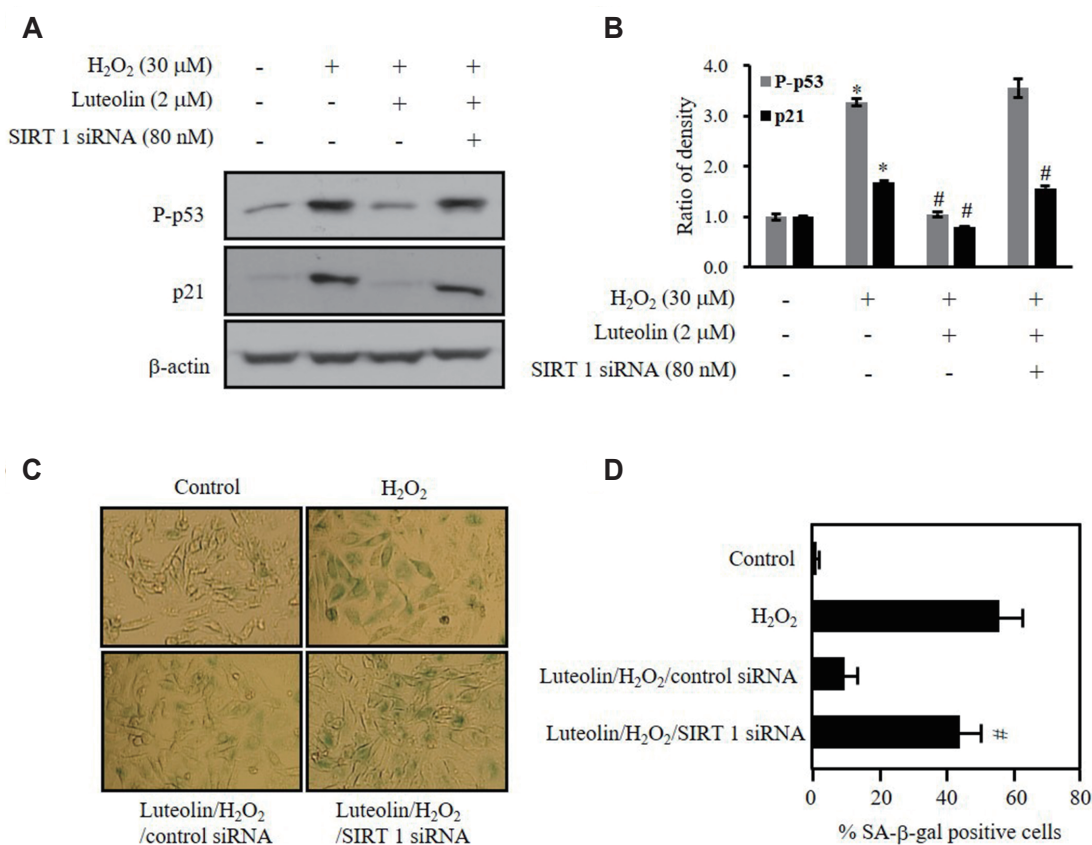 A
H₂O₂ (30 μM) - + + +
Luteolin (2 μM) - - + +
SIRT 1 siRNA (80 nM) - - - +
P-p53
p21
β-actin
B
Ratio of density
4.0
3.0
2.0
1.0
0.0
P-p53
p21
*
*
#
#
#
H₂O₂ (30 μM) - + + +
Luteolin (2 μM) - - + +
SIRT 1 siRNA (80 nM) - - - +
C
Control H₂O₂
Luteolin/H₂O₂ Luteolin/H₂O₂
/control siRNA /SIRT 1 siRNA
D
Control
H₂O₂
Luteolin/H₂O₂/control siRNA
Luteolin/H₂O₂/SIRT 1 siRNA
#
0 20 40 60 80
% SA-β-gal positive cells